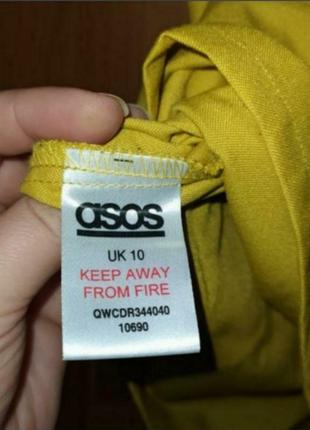 asos
UK 10
KEEP AWAY
FROM FIRE
QWCDR344040
10690